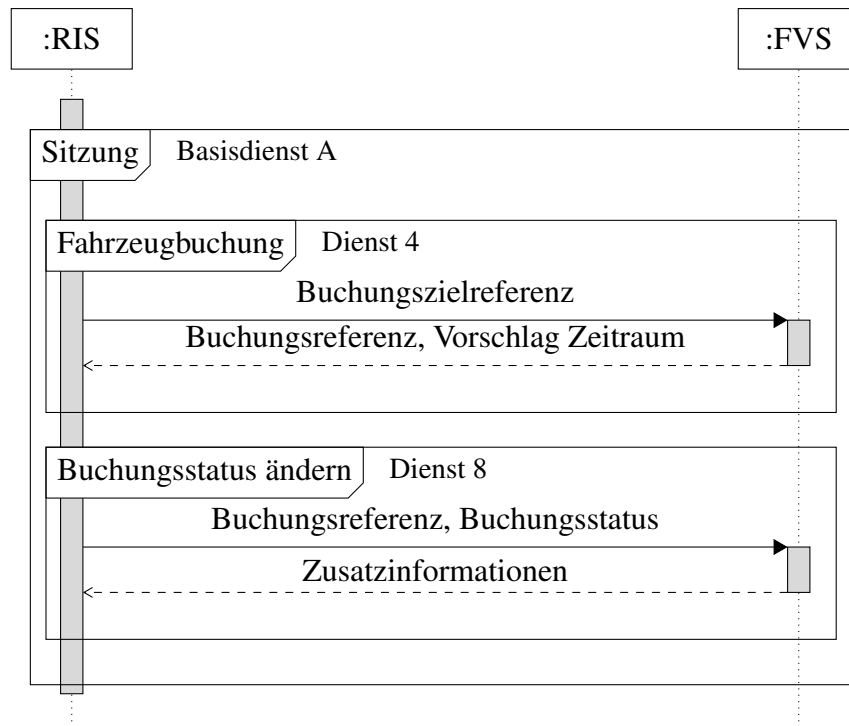 :RIS
:FVS
Sitzung
Basisdienst A
Fahrzeugbuchung
Dienst 4
Buchungszielreferenz
Buchungsreferenz, Vorschlag Zeitraum
Buchungsstatus ändern
Dienst 8
Buchungsreferenz, Buchungsstatus
Zusatzinformationen